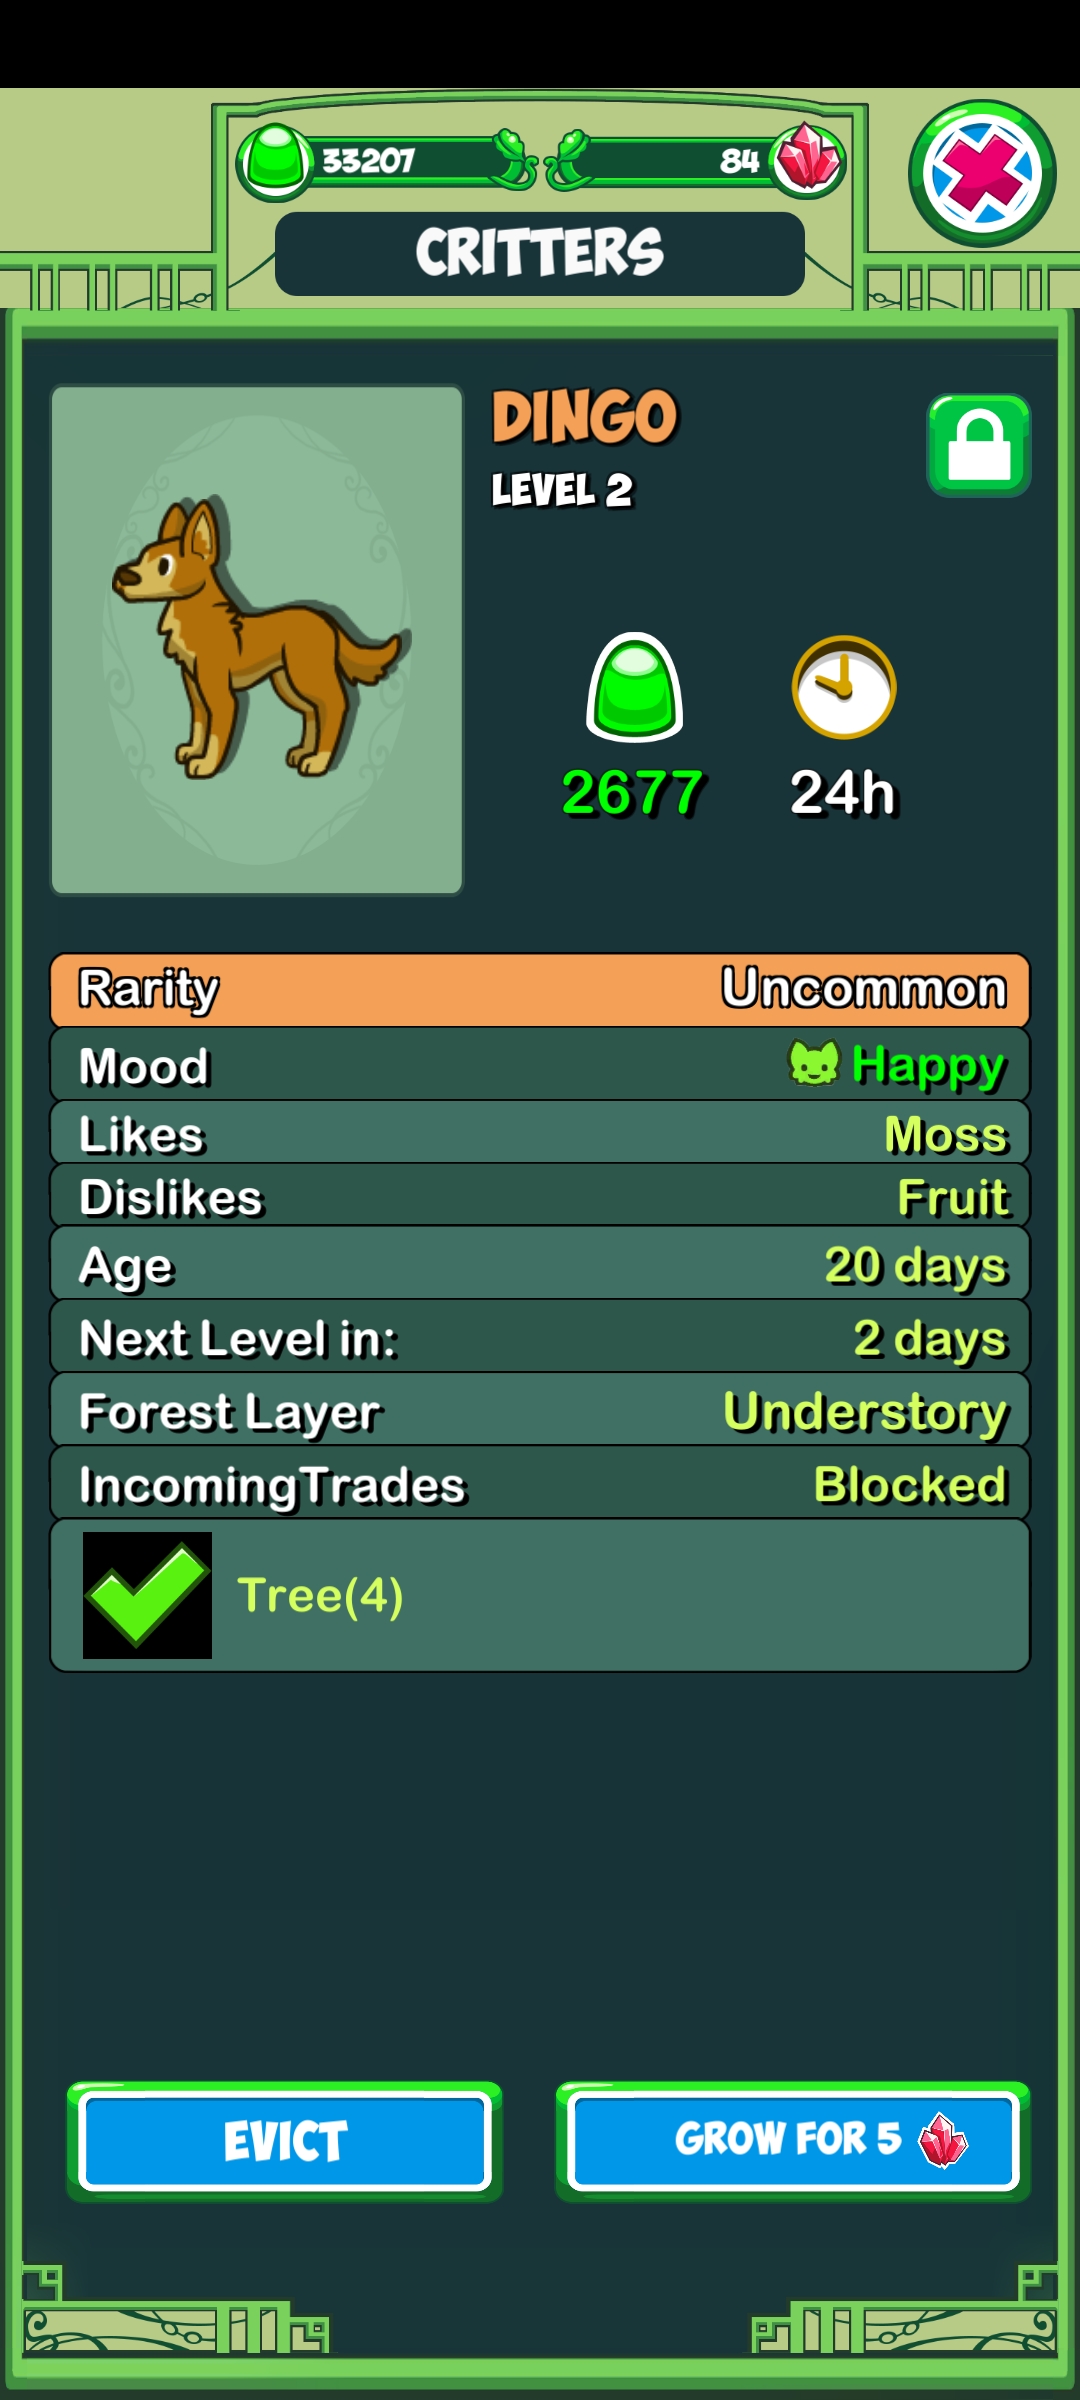 33207
84
CRITTERS
DINGO
LEVEL 2
2677
24h
Rarity Uncommon
Mood Happy
Likes Moss
Dislikes Fruit
Age 20 days
Next Level in: 2 days
Forest Layer Understory
IncomingTrades Blocked
Tree(4)
EVICT
GROW FOR 5